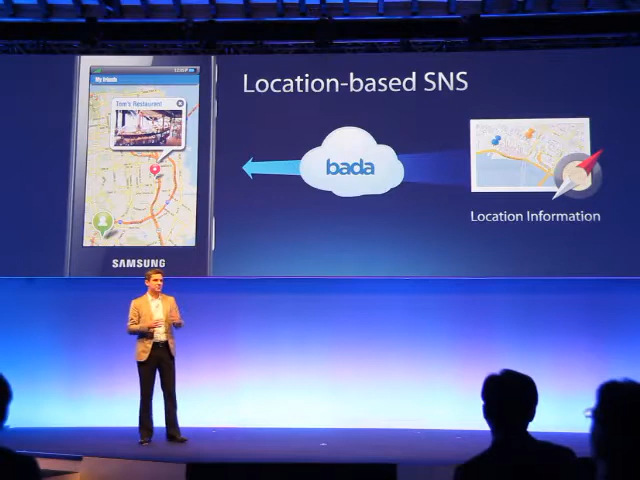 Location-based SNS
My friends
Tom's Restaurant
bada
Location Information
SAMSUNG